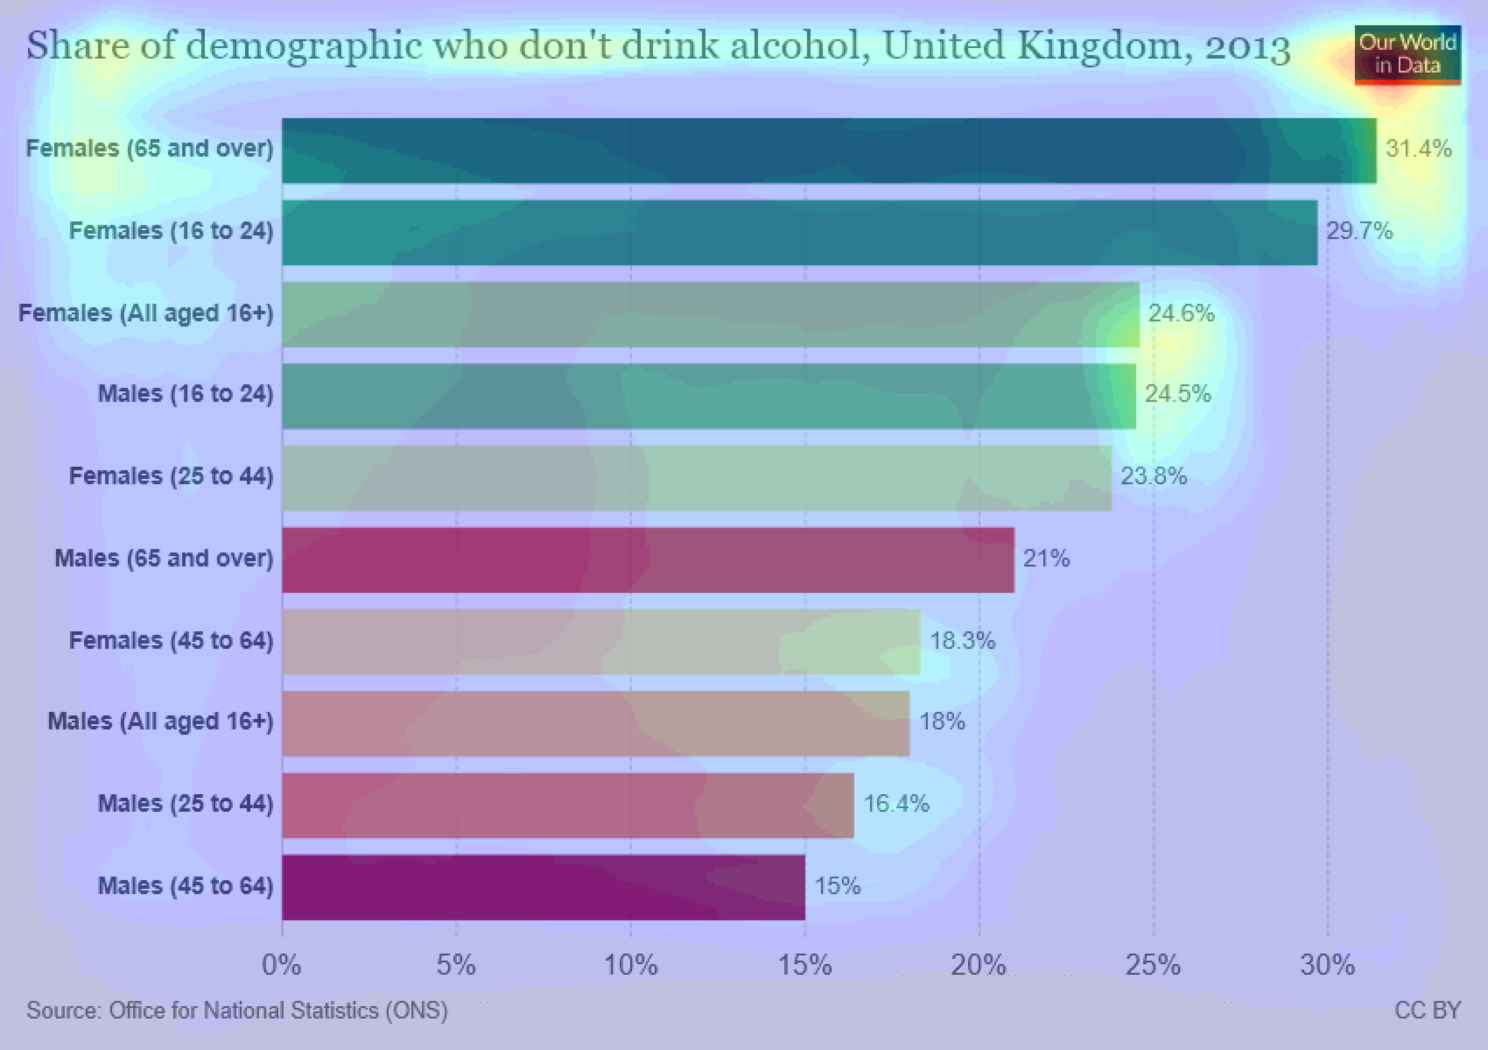 Share of demographic who don't drink alcohol, United Kingdom, 2013
Our World
in Data
Females (65 and over) 31.4%
Females (16 to 24) 29.7%
Females (All aged 16+) 24.6%
Males (16 to 24) 24.5%
Females (25 to 44) 23.8%
Males (65 and over) 21%
Females (45 to 64) 18.3%
Males (All aged 16+) 18%
Males (25 to 44) 16.4%
Males (45 to 64) 15%
0% 5% 10% 15% 20% 25% 30%
Source: Office for National Statistics (ONS) CC BY